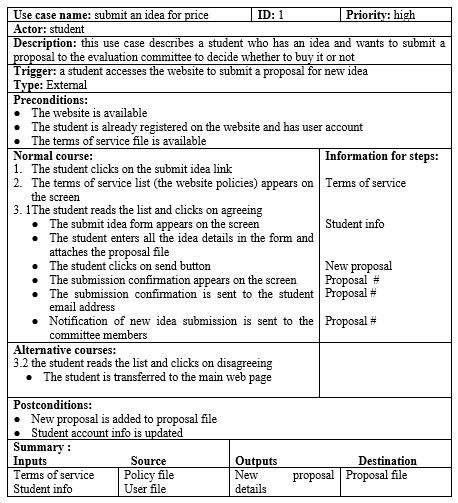 Use case name: submit an idea for price ID: 1 Priority: high
Actor: student
Description: this use case describes a student who has an idea and wants to submit a
proposal to the evaluation committee to decide whether to buy it or not
Trigger: a student accesses the website to submit a proposal for new idea
Type: External
Preconditions:
● The website is available
● The student is already registered on the website and has user account
● The terms of service file is available
Normal course: Information for steps:
1. The student clicks on the submit idea link
2. The terms of service list (the website policies) appears on Terms of service
the screen
3. 1The student reads the list and clicks on agreeing
● The submit idea form appears on the screen Student info
● The student enters all the idea details in the form and
attaches the proposal file
● The student clicks on send button New proposal
● The submission confirmation appears on the screen Proposal #
● The submission confirmation is sent to the student Proposal #
email address
● Notification of new idea submission is sent to the Proposal #
committee members
Alternative courses:
3.2 the student reads the list and clicks on disagreeing
● The student is transferred to the main web page
Postconditions:
● New proposal is added to proposal file
● Student account info is updated
Summary :
Inputs Source Outputs Destination
Terms of service Policy file New proposal Proposal file
Student info User file details